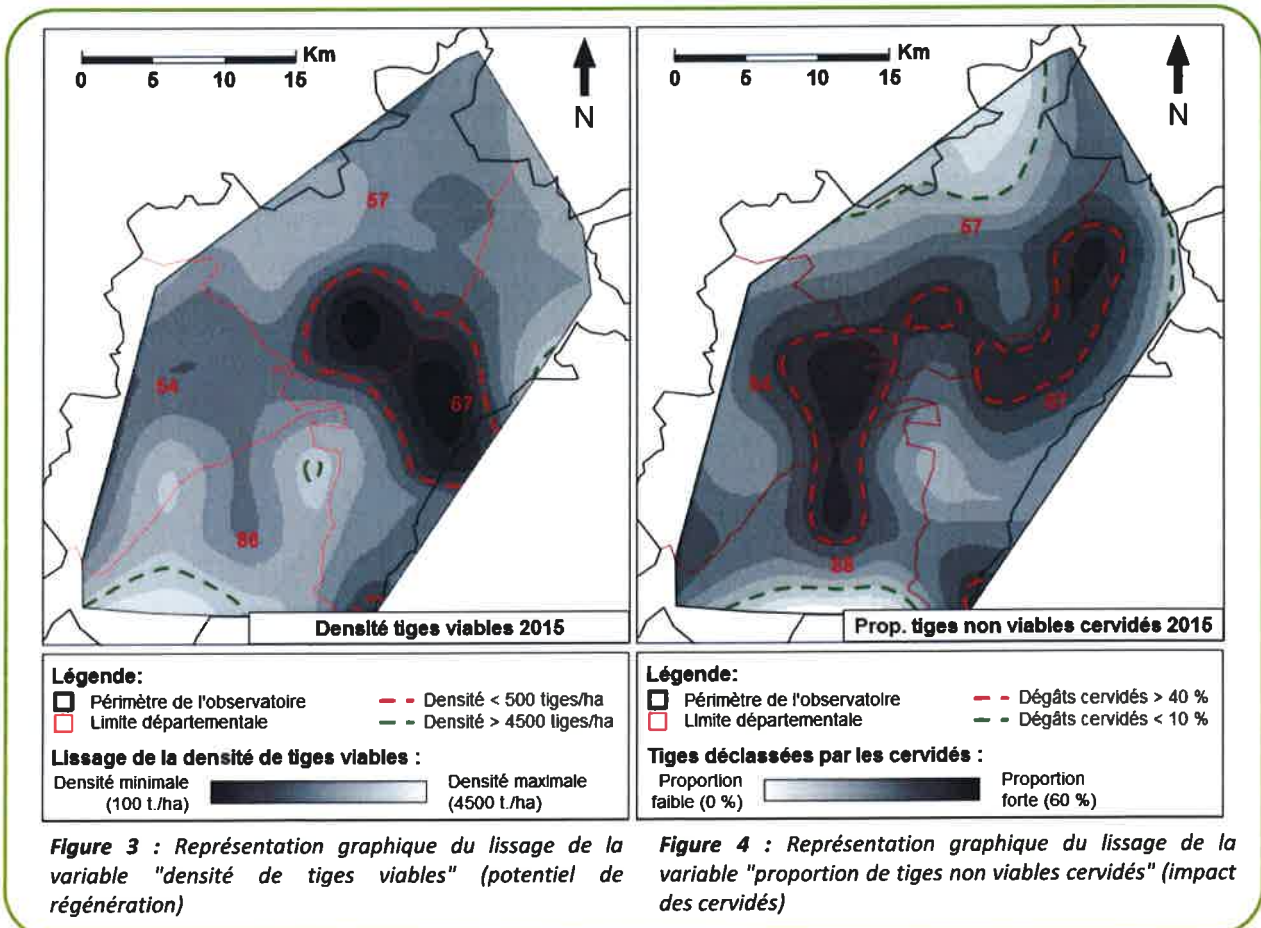 Km
0 5 10 15
N
57
54
57
88
Densité tiges viables 2015
Km
0 5 10 15
N
57
54
57
88
Prop. tiges non viables cervidés 2015
Légende:
Périmètre de l'observatoire
Limite départementale
Densité < 500 tiges/ha
Densité > 4500 tiges/ha
Lissage de la densité de tiges viables :
Densité minimale
(100 t./ha)
Densité maximale
(4500 t./ha)
Légende:
Périmètre de l'observatoire
Limite départementale
Dégâts cervidés > 40 %
Dégâts cervidés < 10 %
Tiges déclassées par les cervidés :
Proportion
faible (0 %)
Proportion
forte (60 %)
Figure 3 : Représentation graphique du lissage de la
variable "densité de tiges viables" (potentiel de
régénération)
Figure 4 : Représentation graphique du lissage de la
variable "proportion de tiges non viables cervidés" (impact
des cervidés)